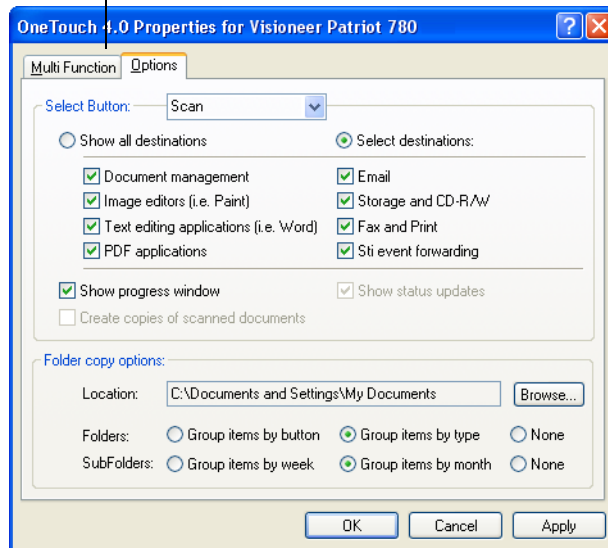 OneTouch 4.0 Properties for Visioneer Patriot 780
Multi Function Options
Select Button: Scan
Show all destinations Select destinations:
Document management Email
Image editors (i.e. Paint) Storage and CD-R/W
Text editing applications (i.e. Word) Fax and Print
PDF applications Sti event forwarding
Show progress window Show status updates
Create copies of scanned documents
Folder copy options:
Location: C:\Documents and Settings\My Documents Browse...
Folders: Group items by button Group items by type None
SubFolders: Group items by week Group items by month None
OK Cancel Apply